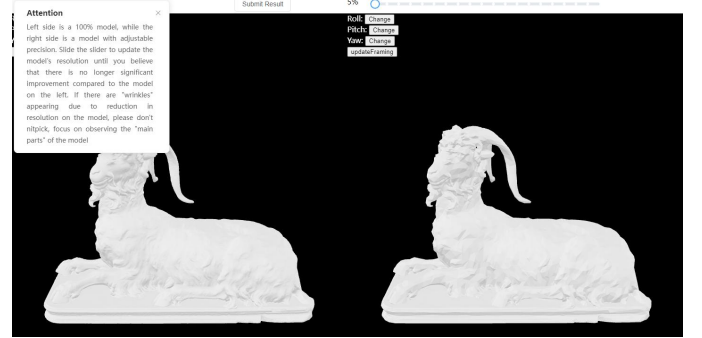 Submit Result
5%
Attention
×
Left side is a 100% model, while the
right side is a model with adjustable
precision. Slide the slider to update the
model's resolution until you believe
that there is no longer significant
improvement compared to the model
on the left. If there are "wrinkles"
appearing due to reduction in
resolution on the model, please don't
nitpick, focus on observing the "main
parts" of the model
Roll: Change
Pitch: Change
Yaw: Change
updateFraming